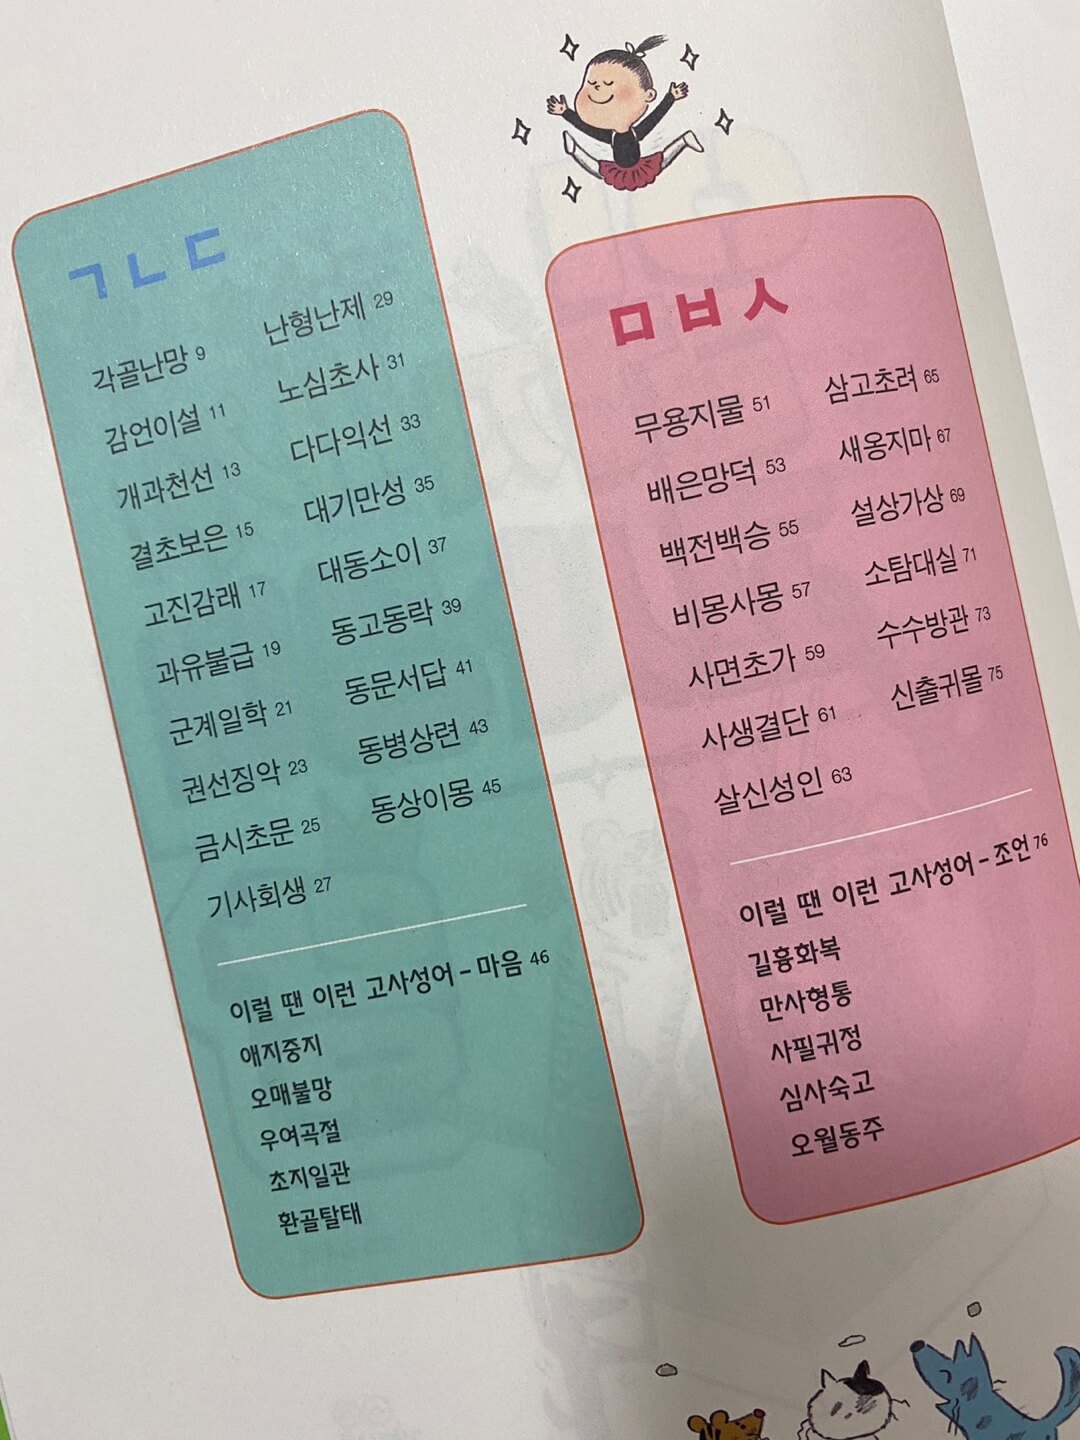 ㄱㄴㄷ
각골난망 9
감언이설 11
개과천선 13
결초보은 15
고진감래 17
과유불급 19
군계일학 21
권선징악 23
금시초문 25
기사회생 27
난형난제 29
노심초사 31
다다익선 33
대기만성 35
대동소이 37
동고동락 39
동문서답 41
동병상련 43
동상이몽 45
이럴 땐 이런 고사성어 – 마음 46
애지중지
오매불망
우여곡절
초지일관
환골탈태
ㅁㅂㅅ
무용지물 51
배은망덕 53
백전백승 55
비몽사몽 57
사면초가 59
사생결단 61
살신성인 63
삼고초려 65
새옹지마 67
설상가상 69
소탐대실 71
수수방관 73
신출귀몰 75
이럴 땐 이런 고사성어 – 조언 76
길흉화복
만사형통
사필귀정
심사숙고
오월동주